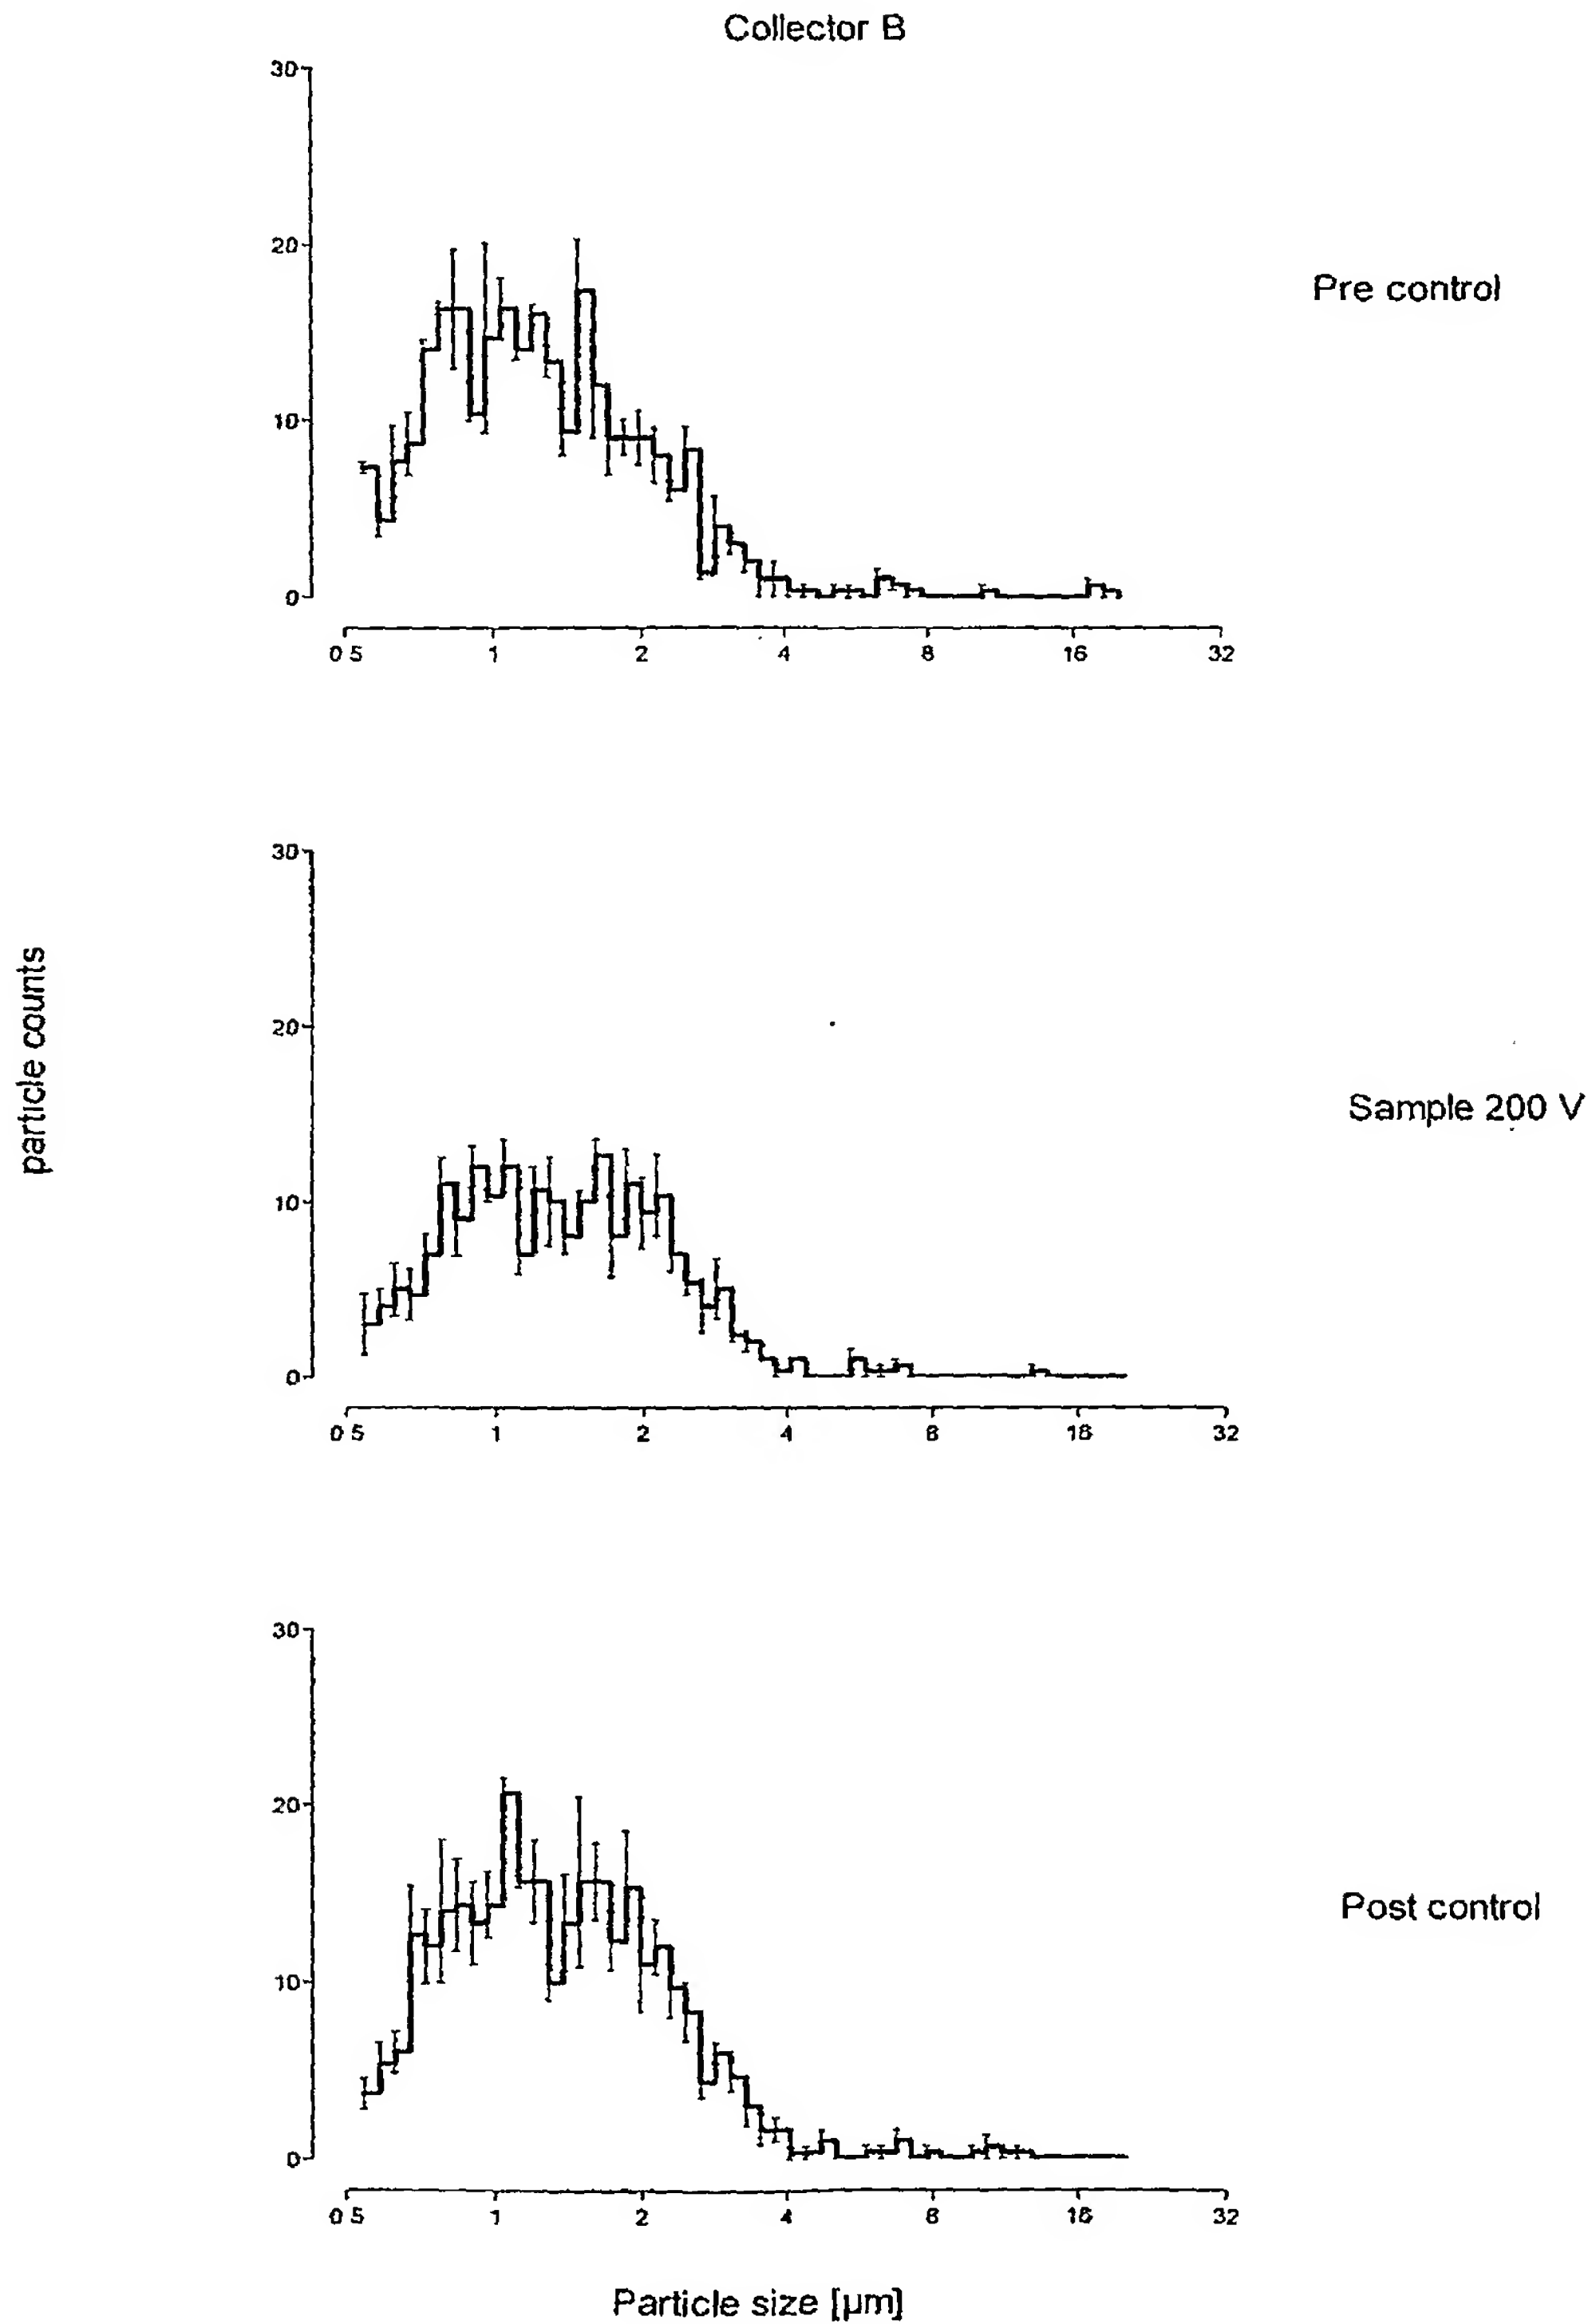 Collector B
30
20
10
0
Pre control
0 5 1 2 4 8 16 32
particle counts
30
20
10
0
Sample 200 V
0 5 1 2 4 8 16 32
30
20
10
0
Post control
0 5 1 2 4 8 16 32
Particle size [µm]